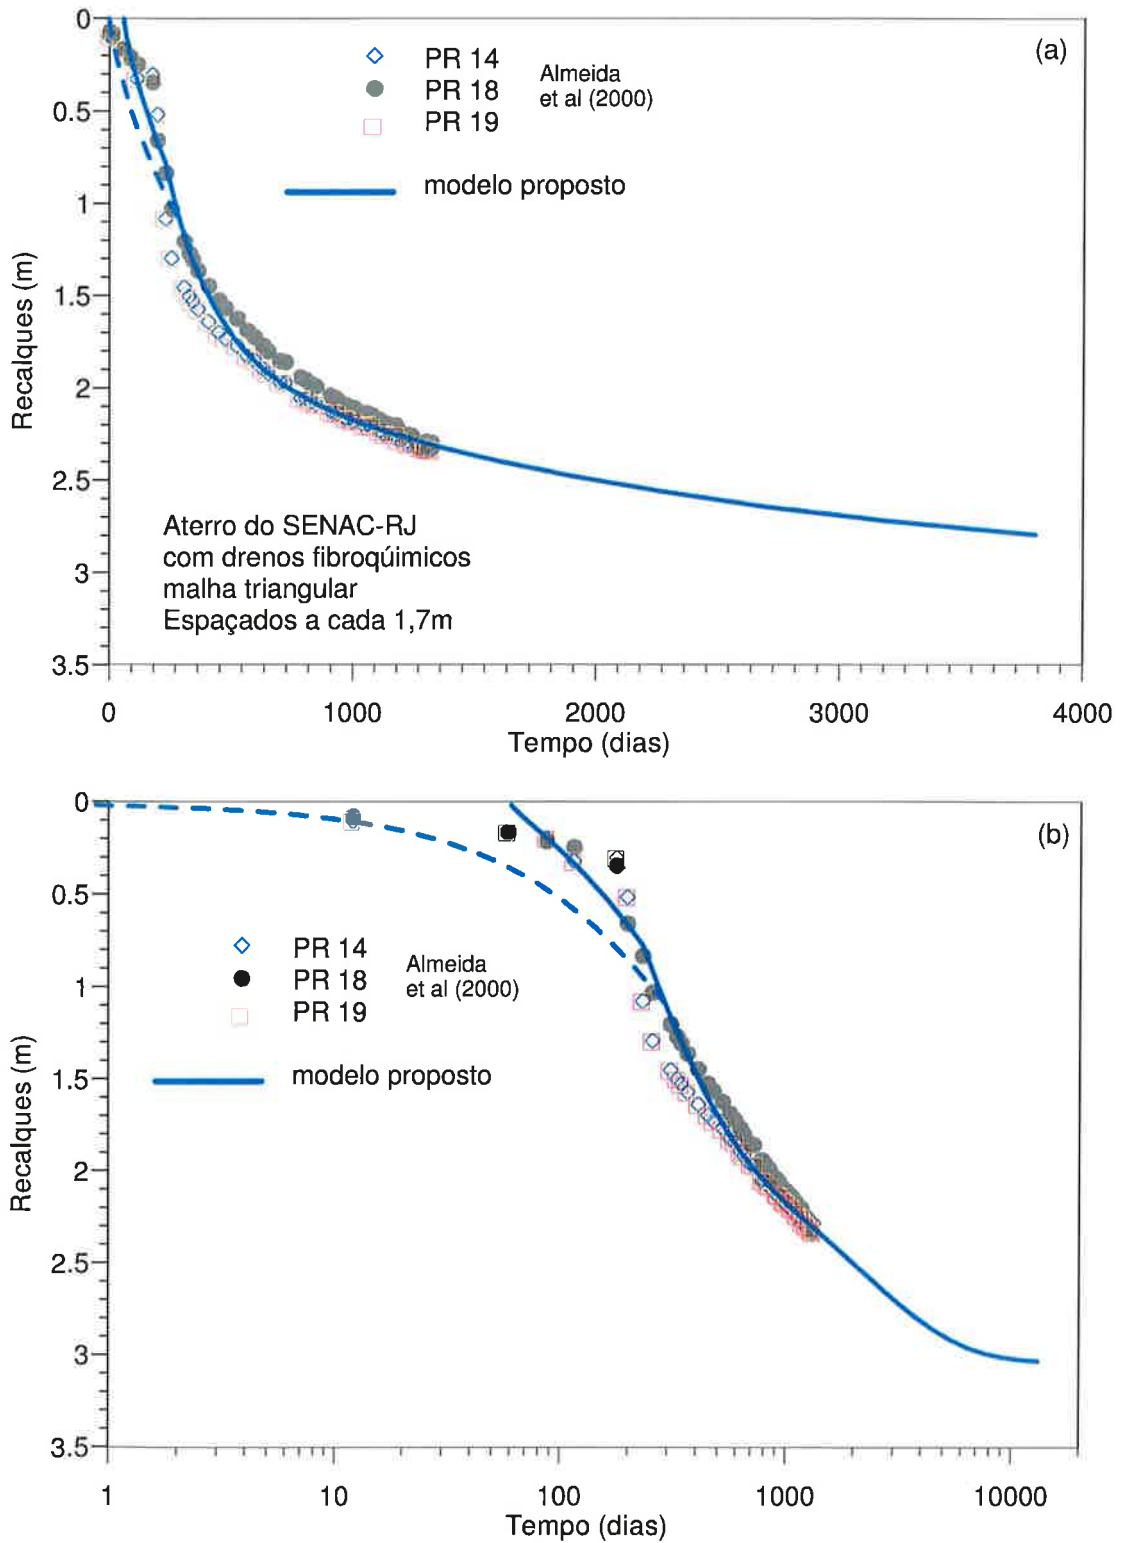 (a)
PR 14
PR 18
PR 19
Almeida
et al (2000)
modelo proposto
Recalques (m)
0
0.5
1
1.5
2
2.5
3
3.5
Aterro do SENAC-RJ
com drenos fibroqúimicos
malha triangular
Espaçados a cada 1,7m
0 1000 2000 3000 4000
Tempo (dias)
(b)
PR 14
PR 18
PR 19
Almeida
et al (2000)
modelo proposto
Recalques (m)
0
0.5
1
1.5
2
2.5
3
3.5
1 10 100 1000 10000
Tempo (dias)